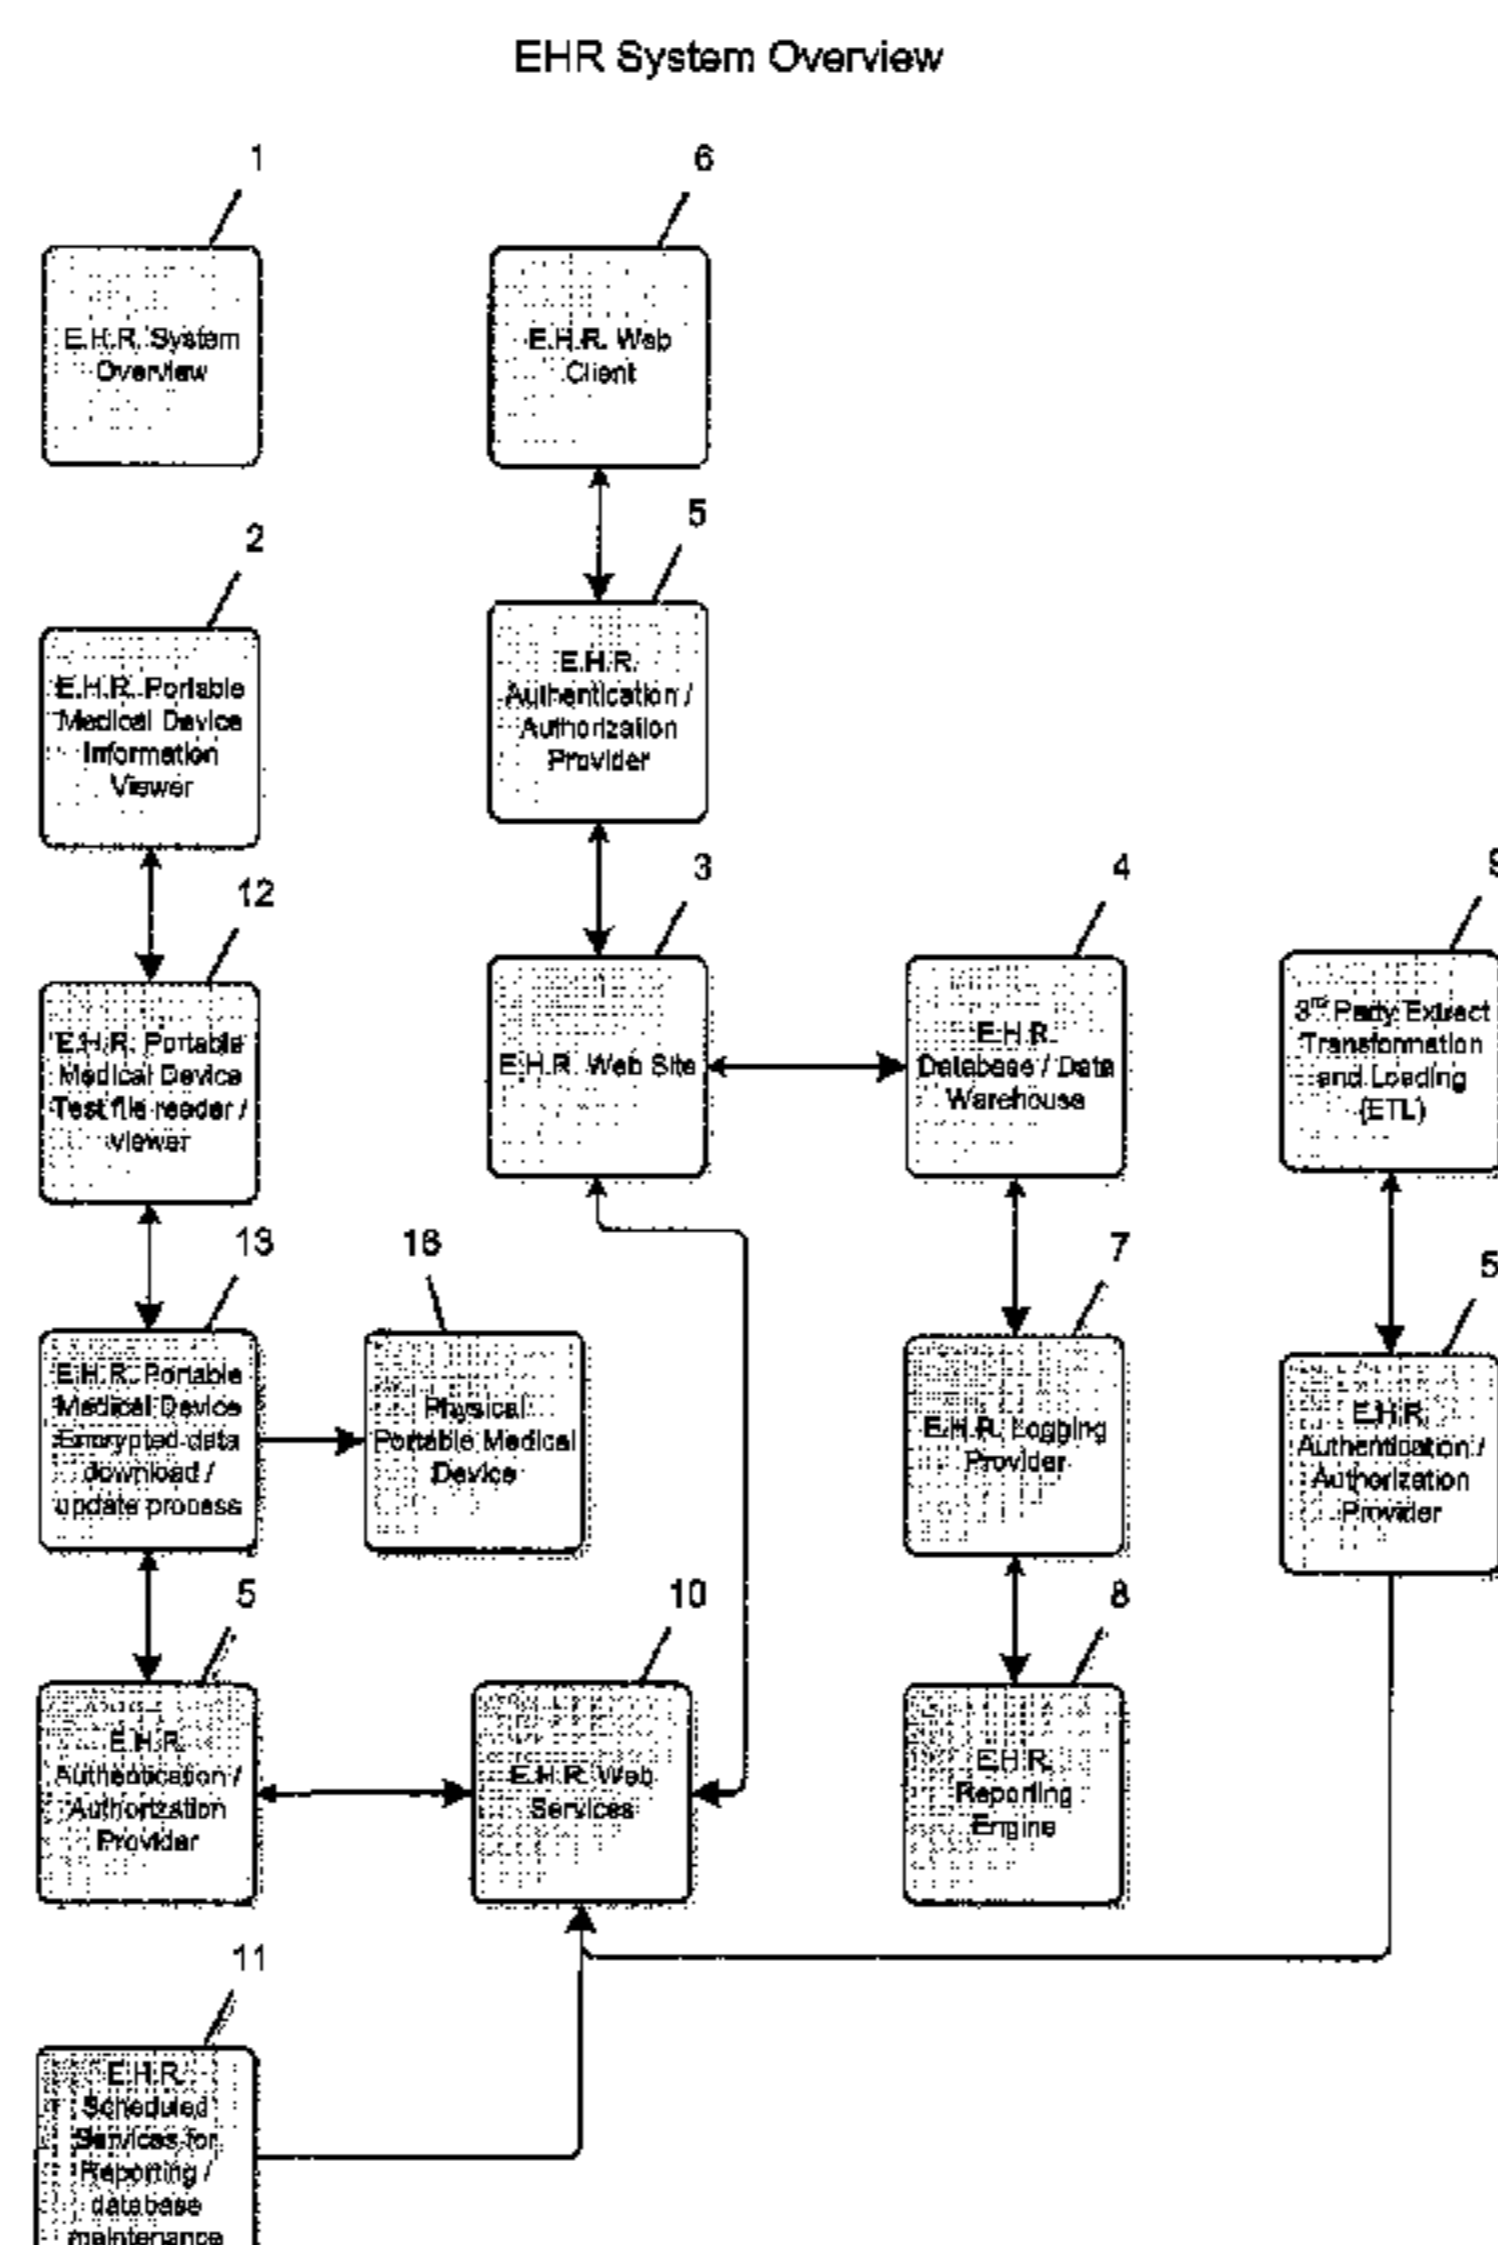 EHR System Overview
1
E.H.R. System
Overview
6
E.H.R. Web
Client
2
E.H.R. Portable
Medical Device
Information
Viewer
5
E.H.R.
Authentication /
Authorization
Provider
12
E.H.R. Portable
Medical Device
Test file reader /
viewer
3
E.H.R. Web Site
4
E.H.R.
Database / Data
Warehouse
9
3rd Party Extract
Transformation
and Loading
(ETL)
13
E.H.R. Portable
Medical Device
Encrypted data
download /
update process
16
Physical
Portable Medical
Device
7
E.H.R. Logging
Provider
5
E.H.R.
Authentication /
Authorization
Provider
5
E.H.R.
Authentication /
Authorization
Provider
10
E.H.R. Web
Services
8
E.H.R.
Reporting
Engine
11
E.H.R.
Scheduled
Services for
Reporting /
database
maintenance